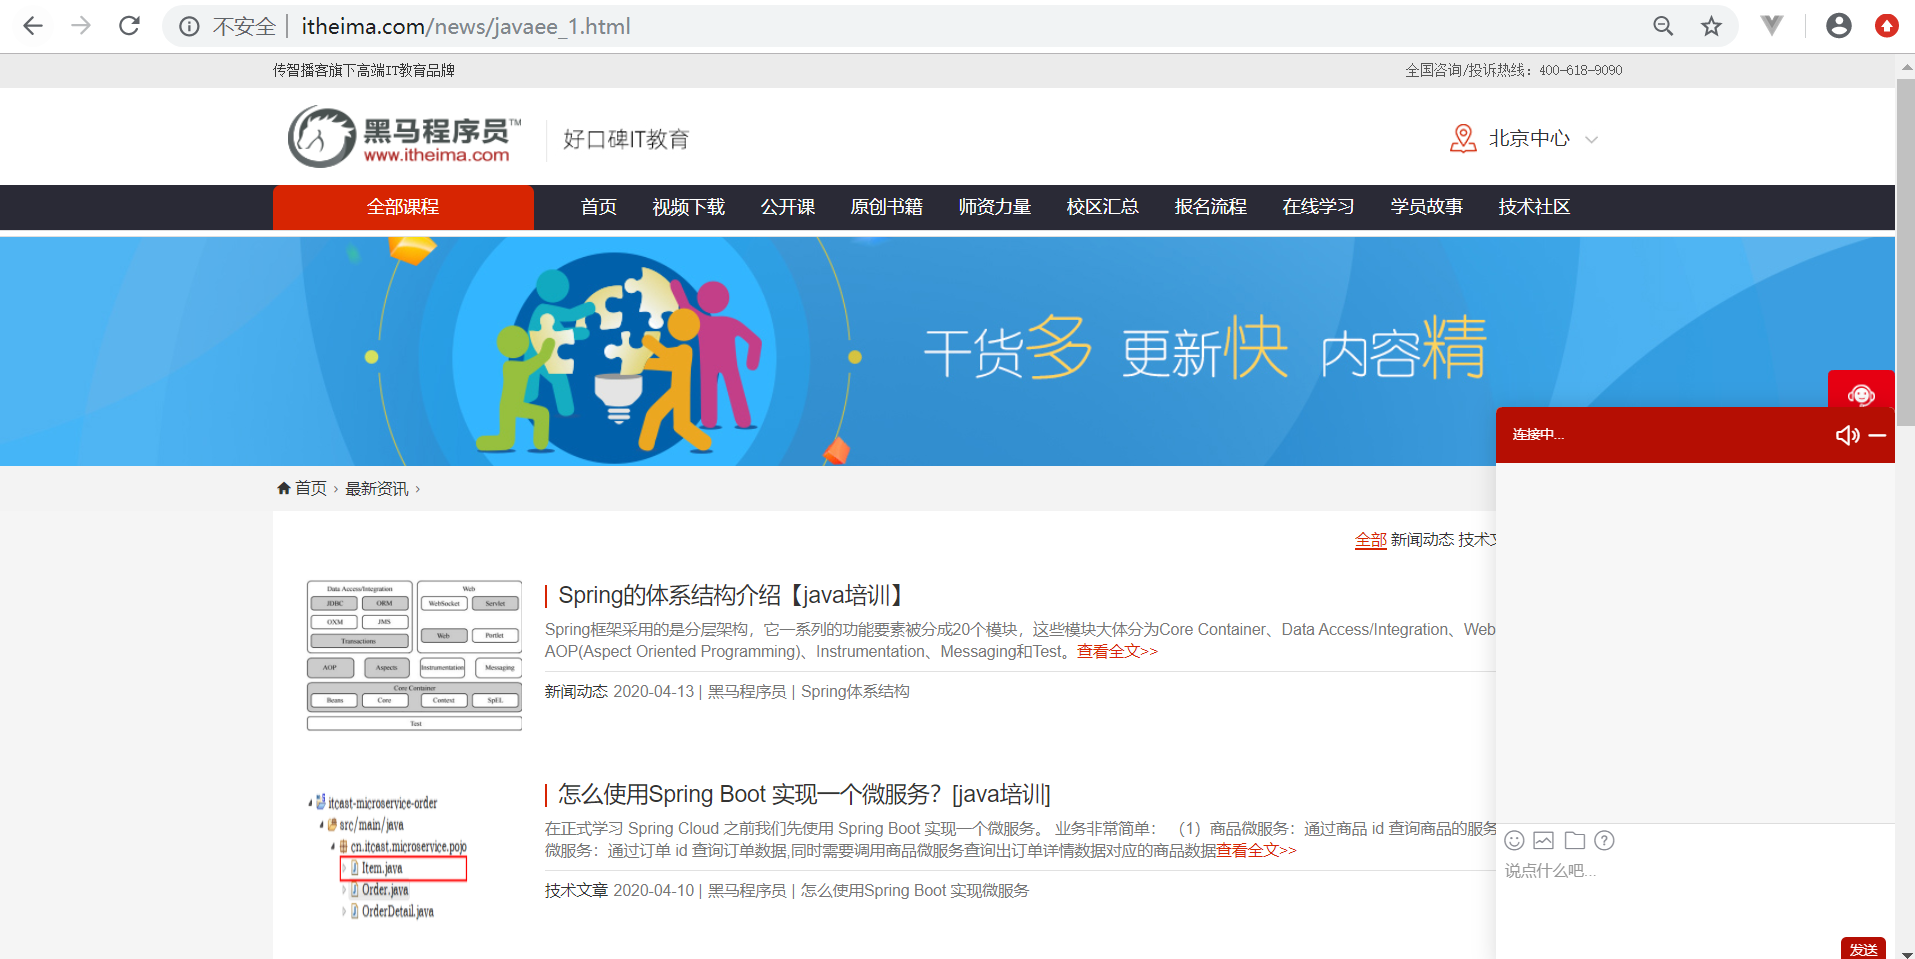 不安全 itheima.com/news/javaee_1.html
传智播客旗下高端IT教育品牌
全国咨询/投诉热线：400-618-9090
黑马程序员™
www.itheima.com
好口碑IT教育
北京中心
全部课程 首页 视频下载 公开课 原创书籍 师资力量 校区汇总 报名流程 在线学习 学员故事 技术社区
干货多 更新快 内容精
连接中...
首页 › 最新资讯 ›
全部 新闻动态 技术文
Data Access/Integration
JDBC ORM
OXM JMS
Transactions
Web
WebSocket Servlet
Web Portlet
AOP Aspects Instrumentation Messaging
Core Container
Beans Core Context SpEL
Test
Spring的体系结构介绍【java培训】
Spring框架采用的是分层架构，它一系列的功能要素被分成20个模块，这些模块大体分为Core Container、Data Access/Integration、Web
AOP(Aspect Oriented Programming)、Instrumentation、Messaging和Test。查看全文>>
新闻动态 2020-04-13 | 黑马程序员 | Spring体系结构
itcast-microservice-order
src/main/java
cn.itcast.microservice.pojo
Item.java
Order.java
OrderDetail.java
怎么使用Spring Boot 实现一个微服务？[java培训]
在正式学习 Spring Cloud 之前我们先使用 Spring Boot 实现一个微服务。 业务非常简单： （1）商品微服务：通过商品 id 查询商品的服务
微服务：通过订单 id 查询订单数据,同时需要调用商品微服务查询出订单详情数据对应的商品数据查看全文>>
技术文章 2020-04-10 | 黑马程序员 | 怎么使用Spring Boot 实现微服务
说点什么吧...
发送